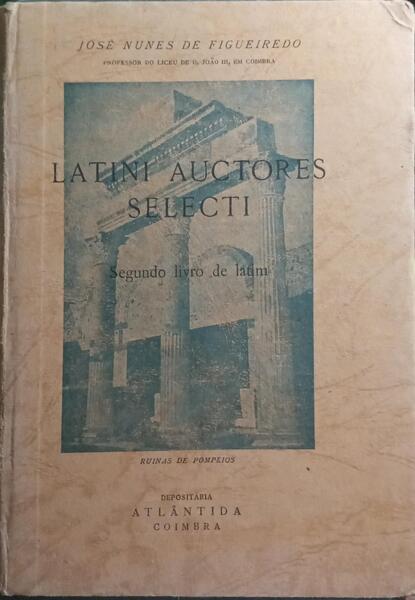 JOSÉ NUNES DE FIGUEIREDO
PROFESSOR DO LICEU DE D. JOÃO III, EM COIMBRA
LATINI AUCTORES
SELECTI
Segundo livro de latim
RUINAS DE POMPEIOS
DEPOSITÁRIA
ATLÂNTIDA
COIMBRA